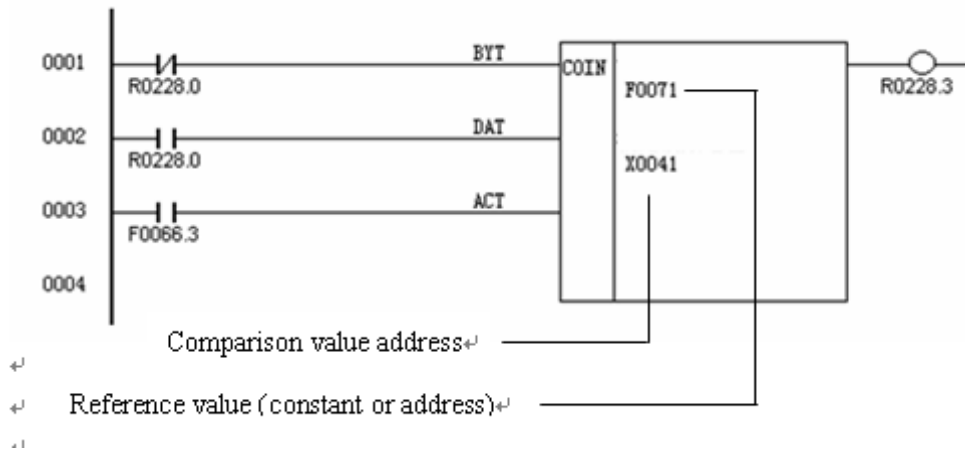 0001 BYT COIN
R0228.0 F0071 R0228.3
0002 DAT
R0228.0 X0041
0003 ACT
F0066.3
0004
Comparison value address↵
↵
↵ Reference value (constant or address)↵
↵